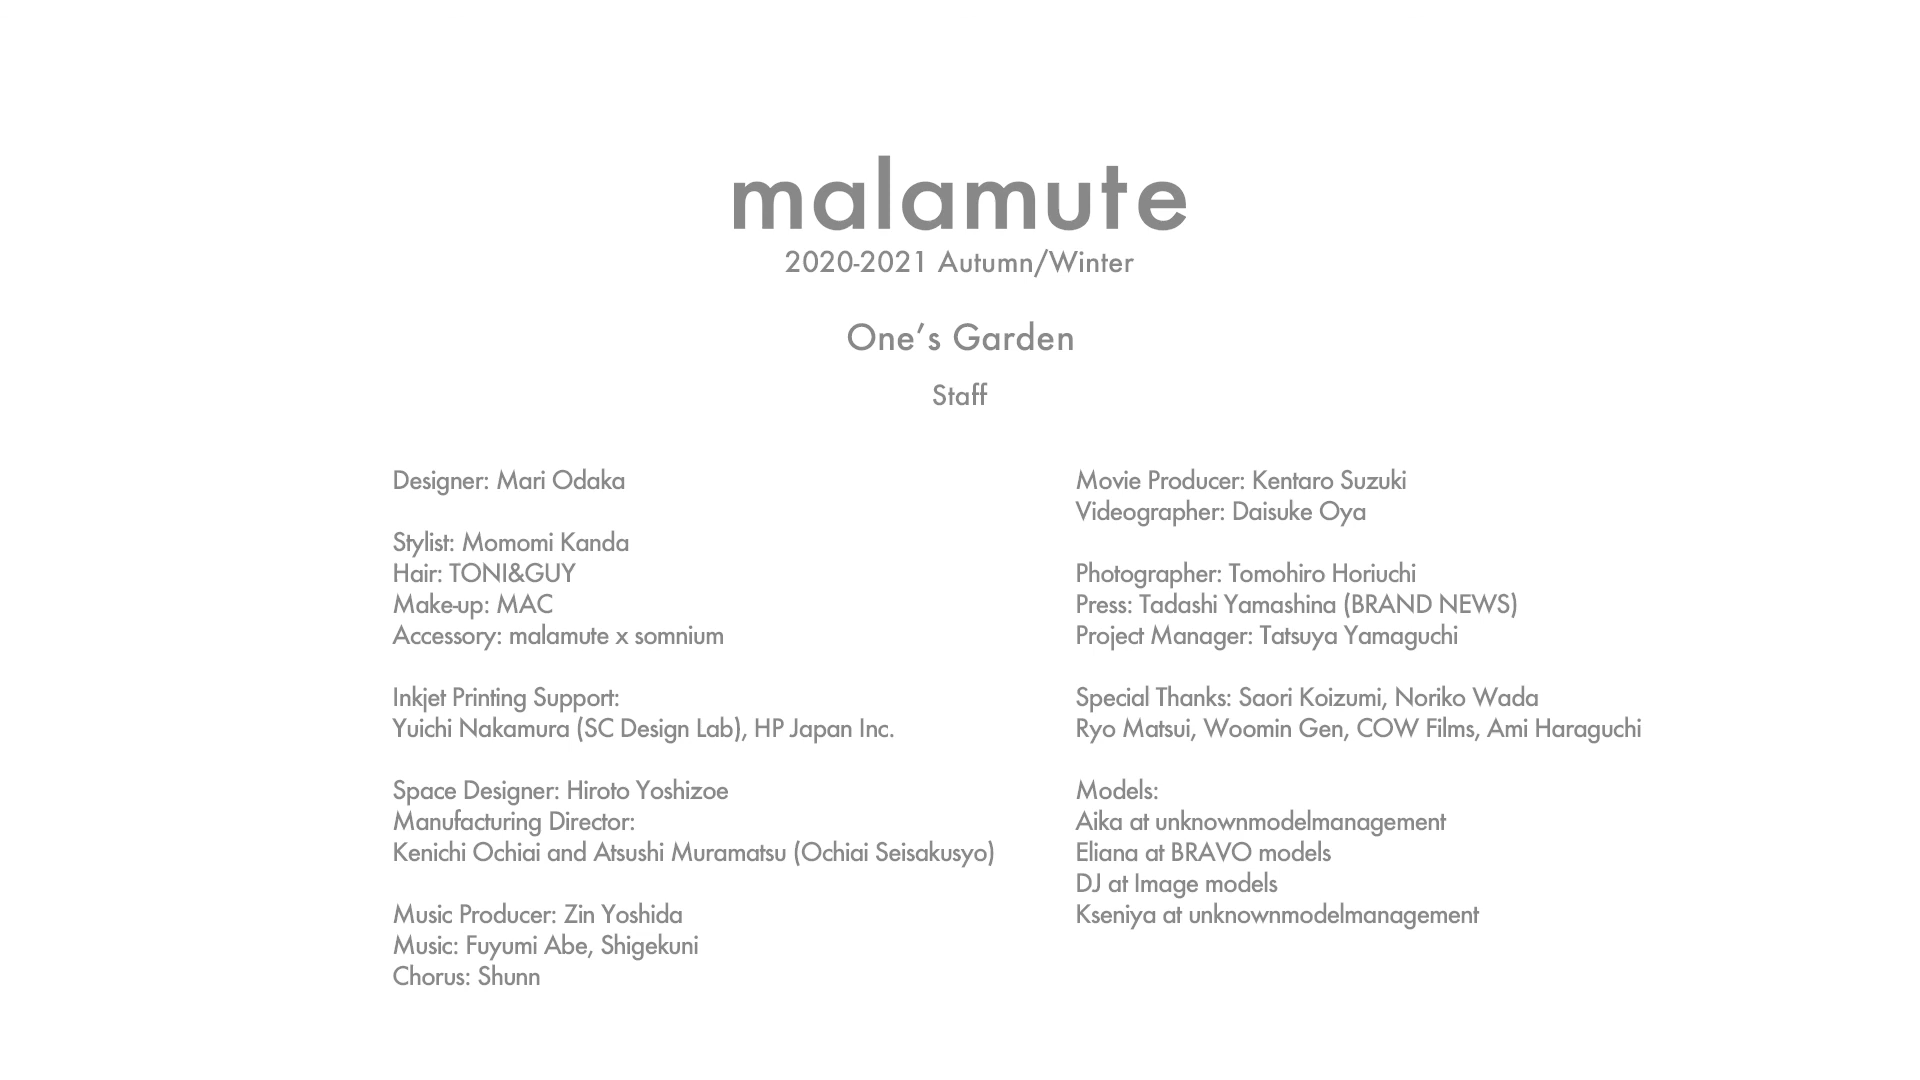 malamute
2020-2021 Autumn/Winter
One’s Garden
Staff
Designer: Mari Odaka
Stylist: Momomi Kanda
Hair: TONI&GUY
Make-up: MAC
Accessory: malamute x somnium
Inkjet Printing Support:
Yuichi Nakamura (SC Design Lab), HP Japan Inc.
Space Designer: Hiroto Yoshizoe
Manufacturing Director:
Kenichi Ochiai and Atsushi Muramatsu (Ochiai Seisakusyo)
Music Producer: Zin Yoshida
Music: Fuyumi Abe, Shigekuni
Chorus: Shunn
Movie Producer: Kentaro Suzuki
Videographer: Daisuke Oya
Photographer: Tomohiro Horiuchi
Press: Tadashi Yamashina (BRAND NEWS)
Project Manager: Tatsuya Yamaguchi
Special Thanks: Saori Koizumi, Noriko Wada
Ryo Matsui, Woomin Gen, COW Films, Ami Haraguchi
Models:
Aika at unknownmodelmanagement
Eliana at BRAVO models
DJ at Image models
Kseniya at unknownmodelmanagement